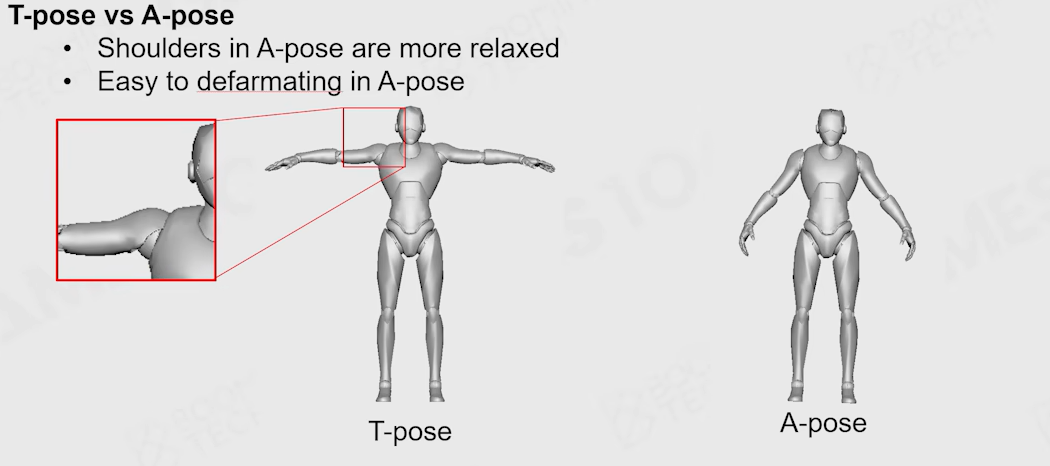 T-pose vs A-pose
• Shoulders in A-pose are more relaxed
• Easy to defarmating in A-pose
T-pose
A-pose